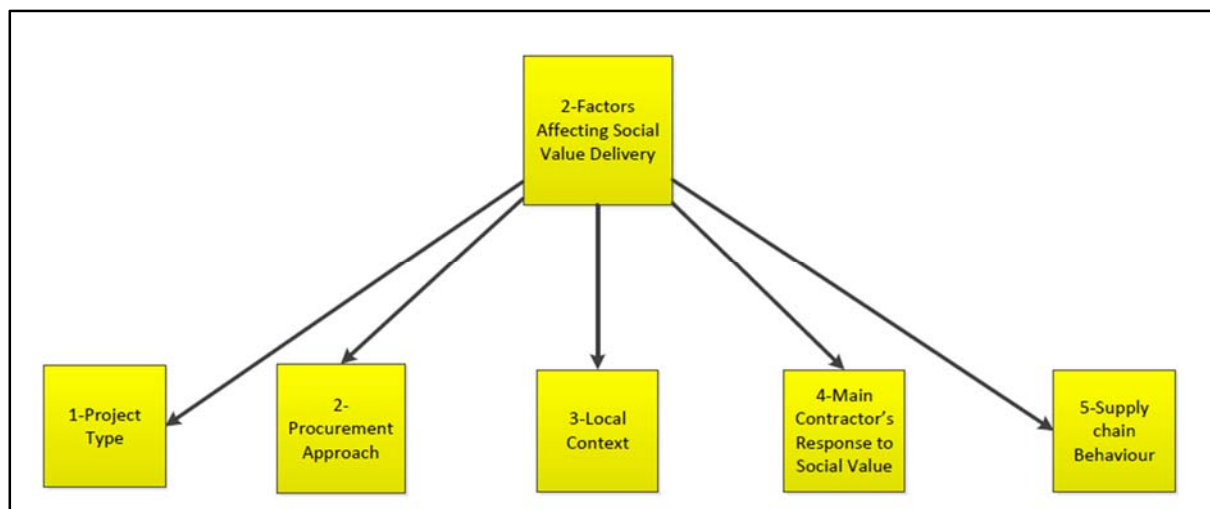 2-Factors
Affecting Social
Value Delivery
1-Project
Type
2-
Procurement
Approach
3-Local
Context
4-Main
Contractor's
Response to
Social Value
5-Supply
chain
Behaviour